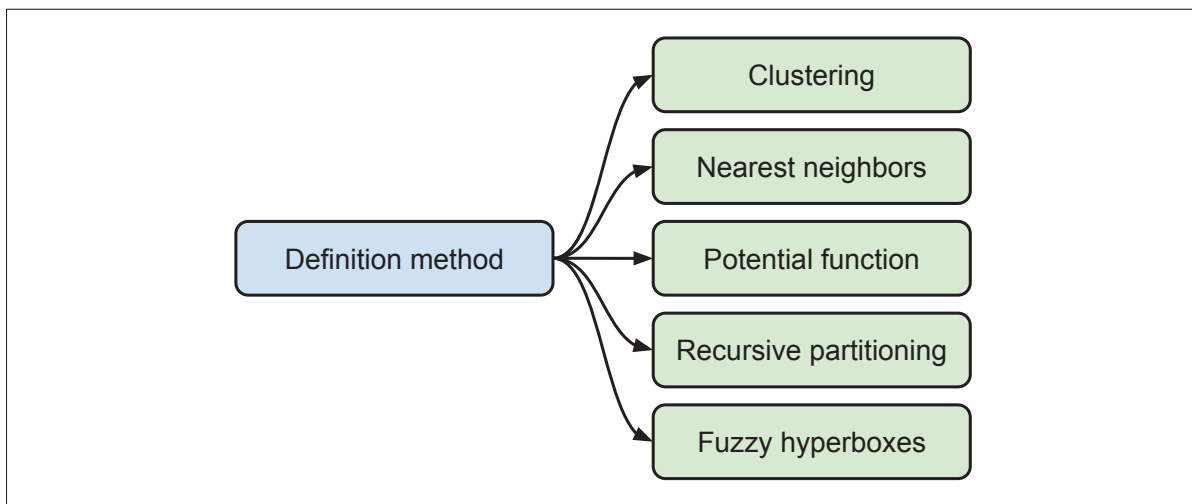 Clustering
Nearest neighbors
Definition method
Potential function
Recursive partitioning
Fuzzy hyperboxes